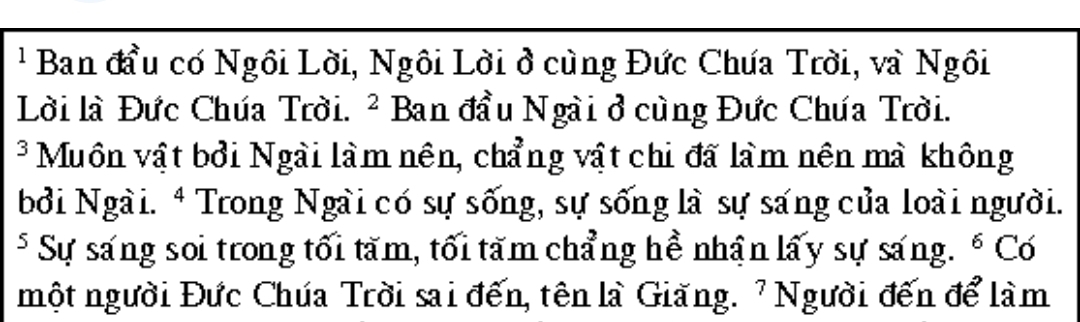 ¹ Ban đầu có Ngôi Lời, Ngôi Lời ở cùng Đức Chúa Trời, và Ngôi
Lời là Đức Chúa Trời. ² Ban đầu Ngài ở cùng Đức Chúa Trời.
³ Muôn vật bởi Ngài làm nên, chẳng vật chi đã làm nên mà không
bởi Ngài. ⁴ Trong Ngài có sự sống, sự sống là sự sáng của loài người.
⁵ Sự sáng soi trong tối tăm, tối tăm chẳng hề nhận lấy sự sáng. ⁶ Có
một người Đức Chúa Trời sai đến, tên là Giăng. ⁷ Người đến để làm